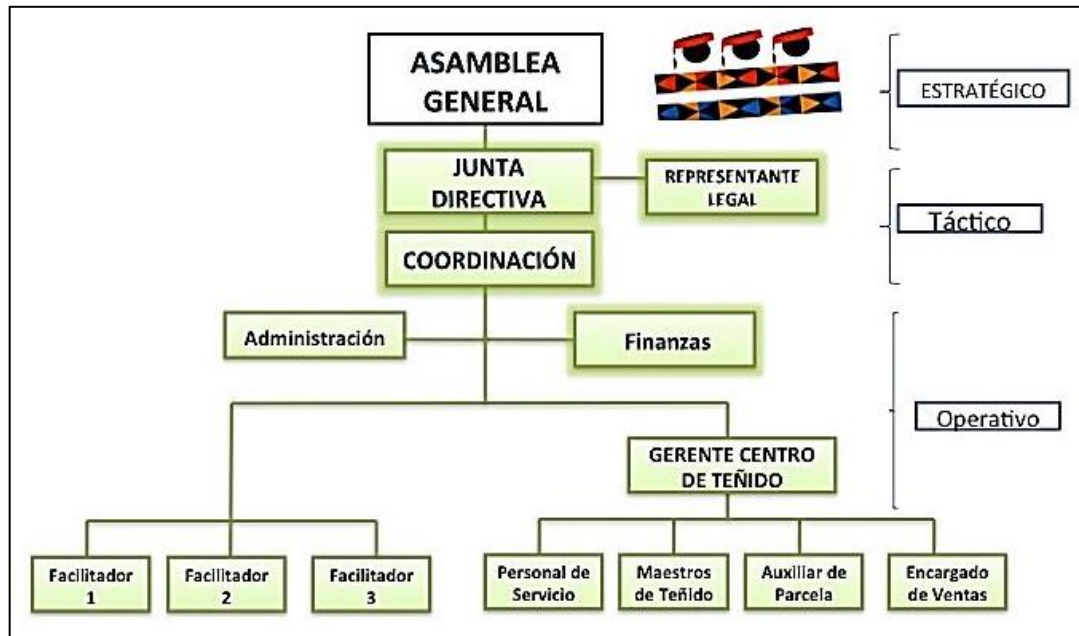 ASAMBLEA
GENERAL
ESTRATÉGICO
JUNTA
DIRECTIVA
REPRESENTANTE
LEGAL
Táctico
COORDINACIÓN
Administración
Finanzas
Operativo
GERENTE CENTRO
DE TEÑIDO
Facilitador
1
Facilitador
2
Facilitador
3
Personal de
Servicio
Maestros
de Teñido
Auxiliar de
Parcela
Encargado
de Ventas